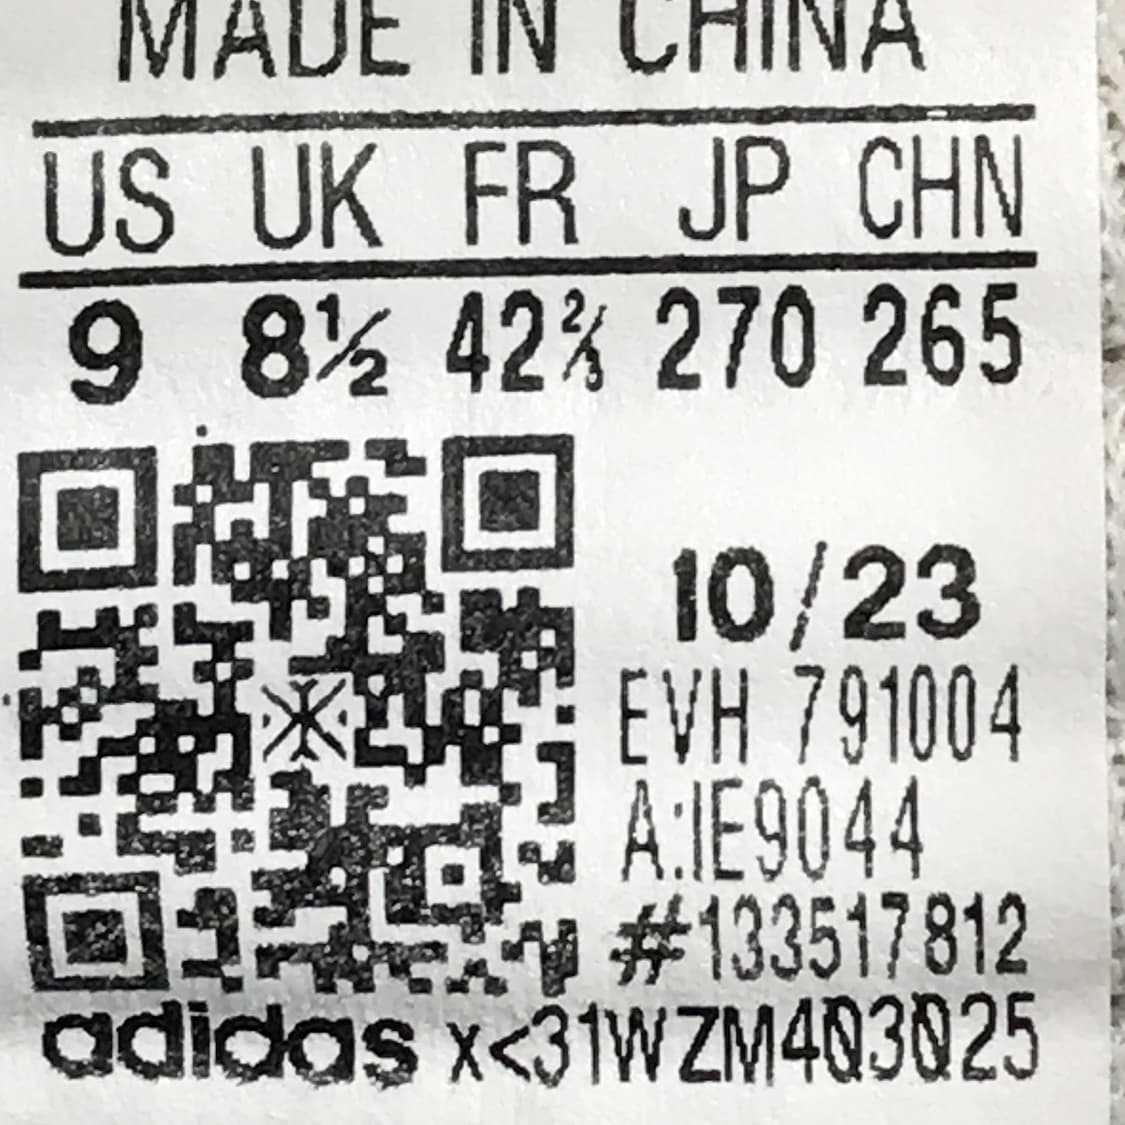 MADE IN CHINA
US UK FR JP CHN
9 8½ 42⅔ 270 265
10/23
EVH 791004
A:IE9044
#133517812
adidas x<31WZM403025